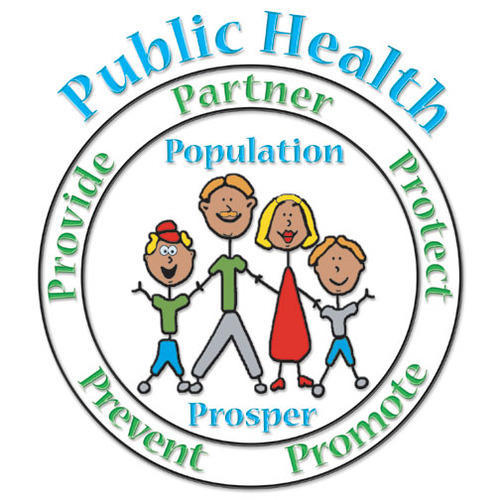 Public Health
Partner
Protect
Promote
Prevent
Provide
Population
Prosper